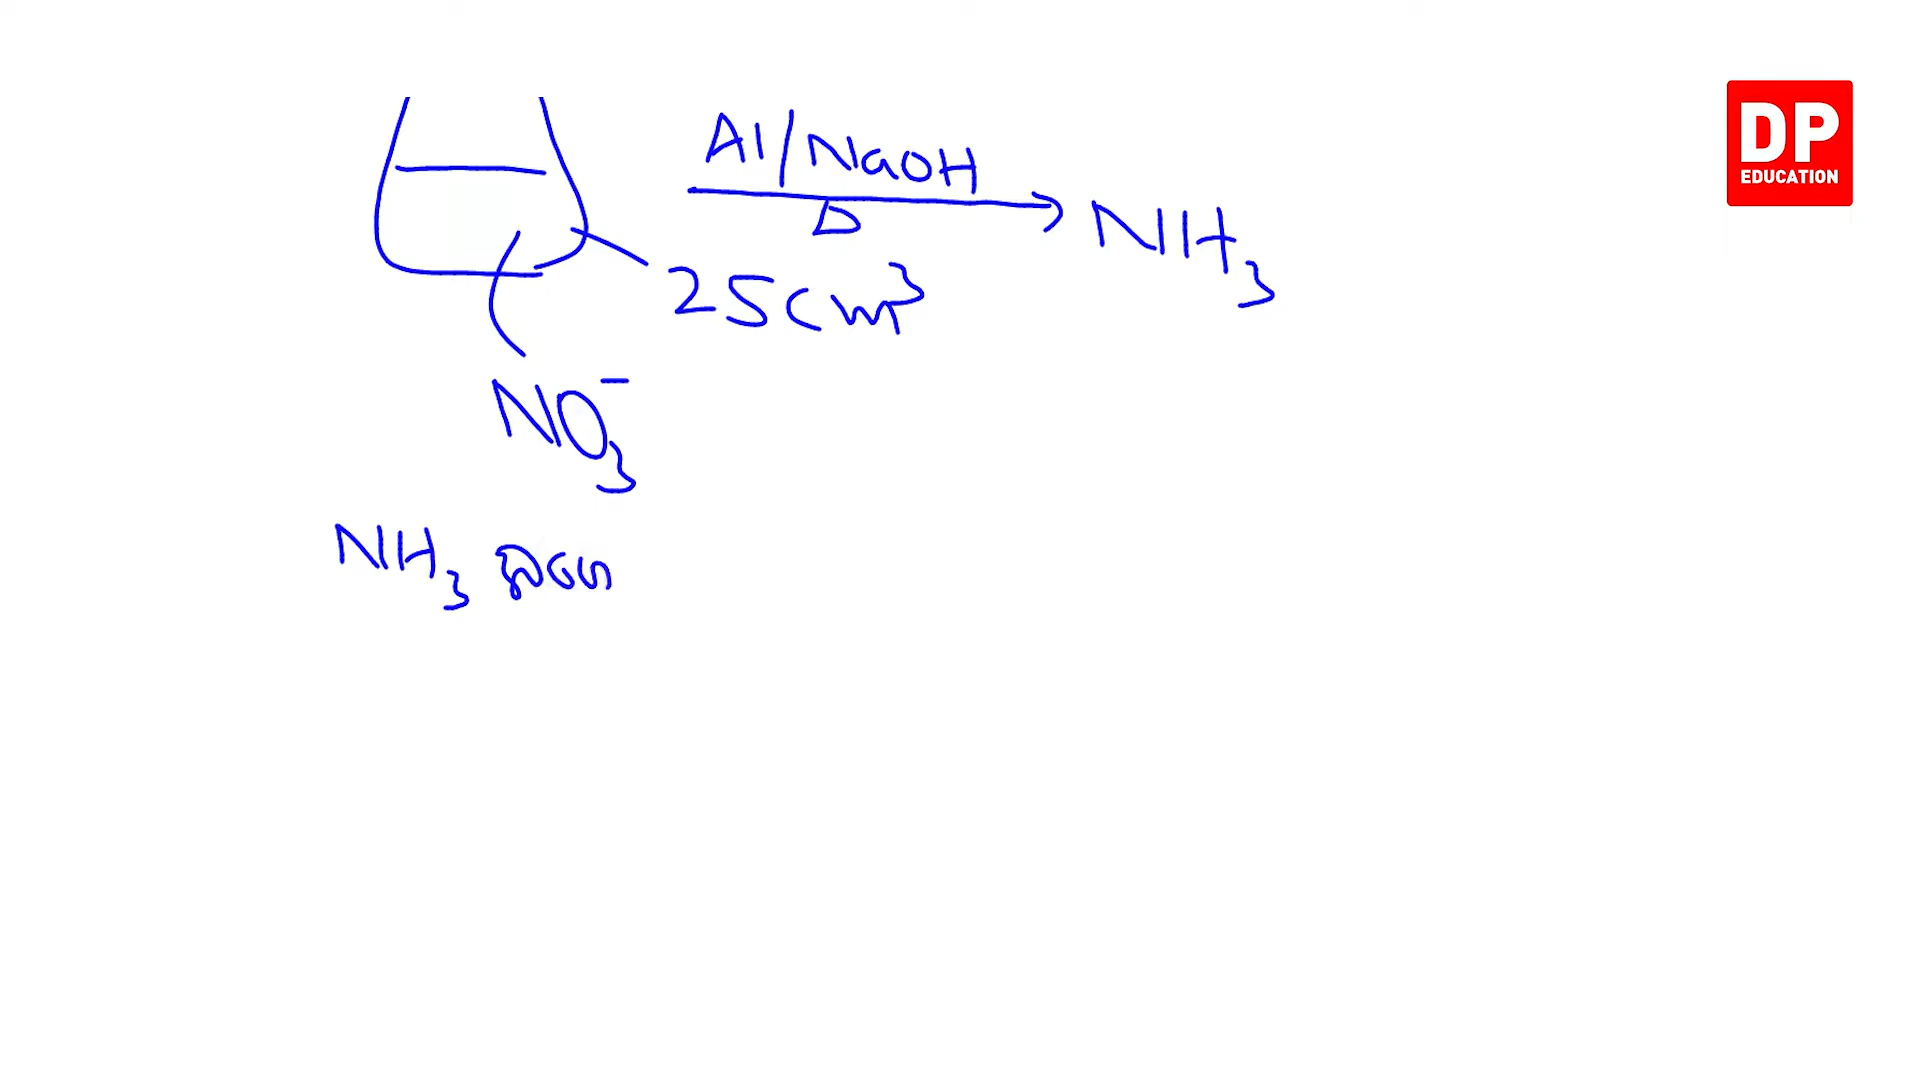 Al/NaOH
Δ
NH₃
25cm³
NO₃⁻
NH₃
DP
EDUCATION